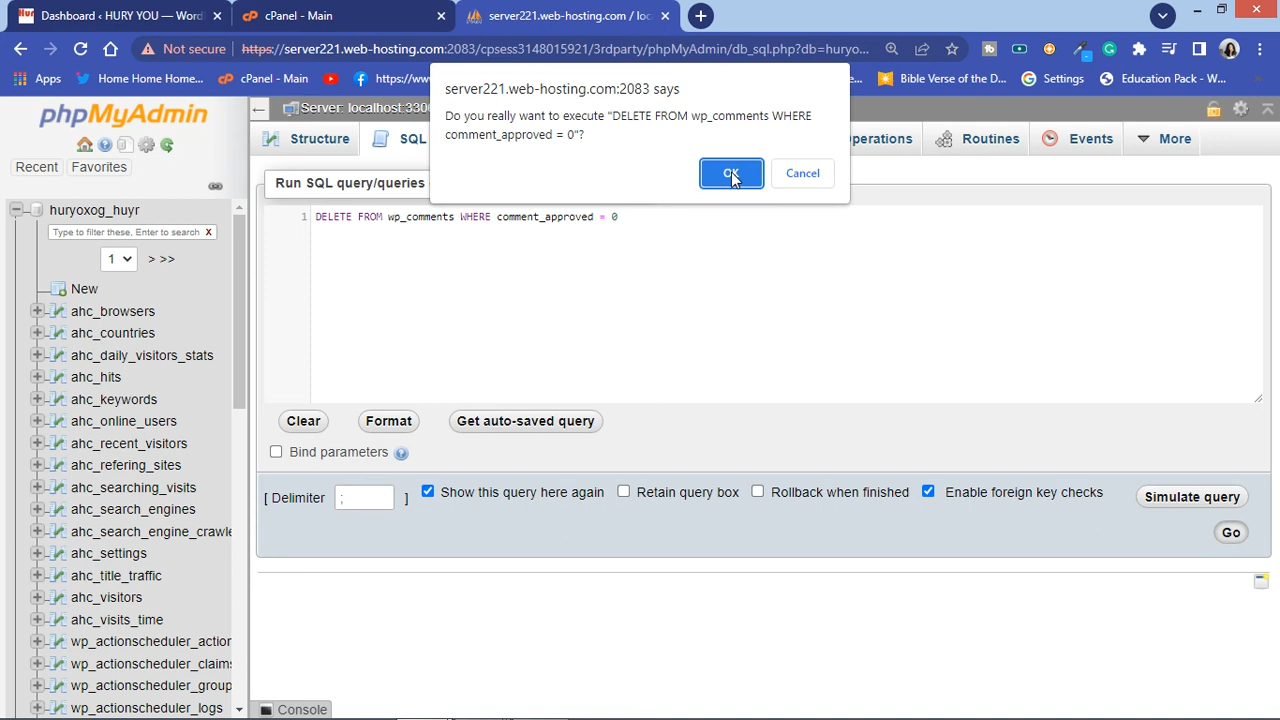 Dashboard ‹ HURY YOU — Word
cPanel - Main
server221.web-hosting.com / loc
Not secure
https://server221.web-hosting.com:2083/cpsess3148015921/3rdparty/phpMyAdmin/db_sql.php?db=huryo...
Apps
Home Home Home...
cPanel - Main
https://ww
Bible Verse of the D...
Settings
Education Pack - W...
server221.web-hosting.com:2083 says
Do you really want to execute "DELETE FROM wp_comments WHERE
comment_approved = 0"?
OK
Cancel
phpMyAdmin
Recent
Favorites
huryoxog_huyr
Type to filter these, Enter to search
X
1
> >>
New
ahc_browsers
ahc_countries
ahc_daily_visitors_stats
ahc_hits
ahc_keywords
ahc_online_users
ahc_recent_visitors
ahc_refering_sites
ahc_searching_visits
ahc_search_engines
ahc_search_engine_crawle
ahc_settings
ahc_title_traffic
ahc_visitors
ahc_visits_time
wp_actionscheduler_action
wp_actionscheduler_claims
wp_actionscheduler_group
wp_actionscheduler_logs
Server: localhost:3306
Structure
SQL
perations
Routines
Events
More
Run SQL query/queries
1
DELETE FROM wp_comments WHERE comment_approved = 0
Clear
Format
Get auto-saved query
Bind parameters
[ Delimiter
;
]
Show this query here again
Retain query box
Rollback when finished
Enable foreign key checks
Simulate query
Go
Console